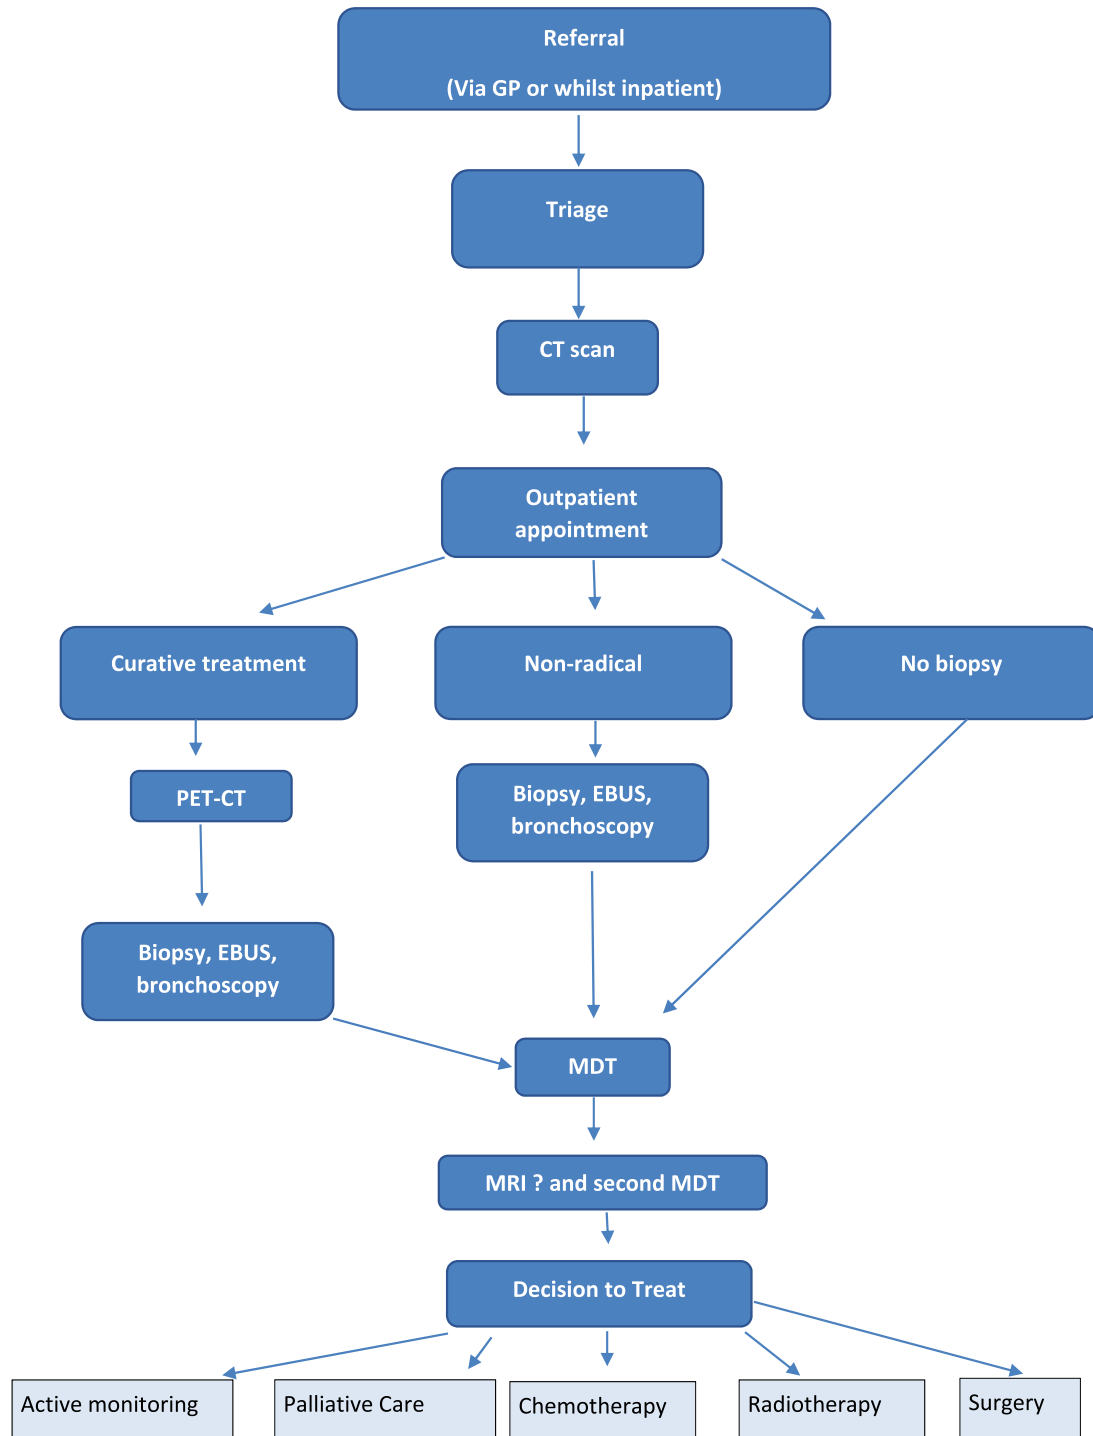 Referral
(Via GP or whilst inpatient)
Triage
CT scan
Outpatient
appointment
Curative treatment
Non-radical
No biopsy
PET-CT
Biopsy, EBUS,
bronchoscopy
Biopsy, EBUS,
bronchoscopy
MDT
MRI ? and second MDT
Decision to Treat
Active monitoring
Palliative Care
Chemotherapy
Radiotherapy
Surgery